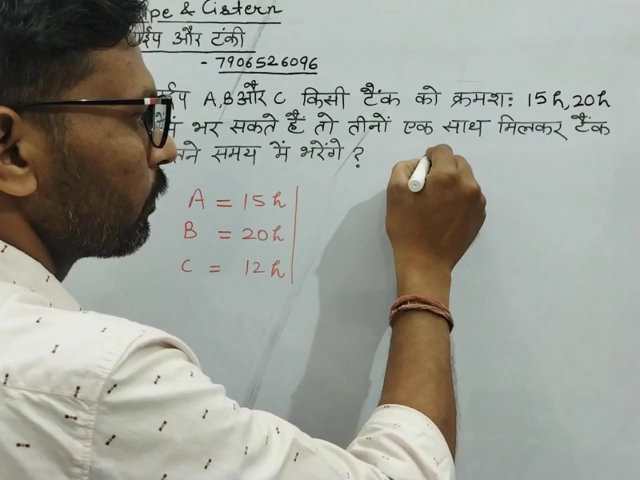 pe & Cistern
ईप और टंकी
- 7906526096
ईप A,B और C किसी टैंक को क्रमशः 15h, 20h
भर सकते हैं तो तीनों एक साथ मिलकर टैंक
तने समय में भरेंगे ?
A = 15h
B = 20h
C = 12h